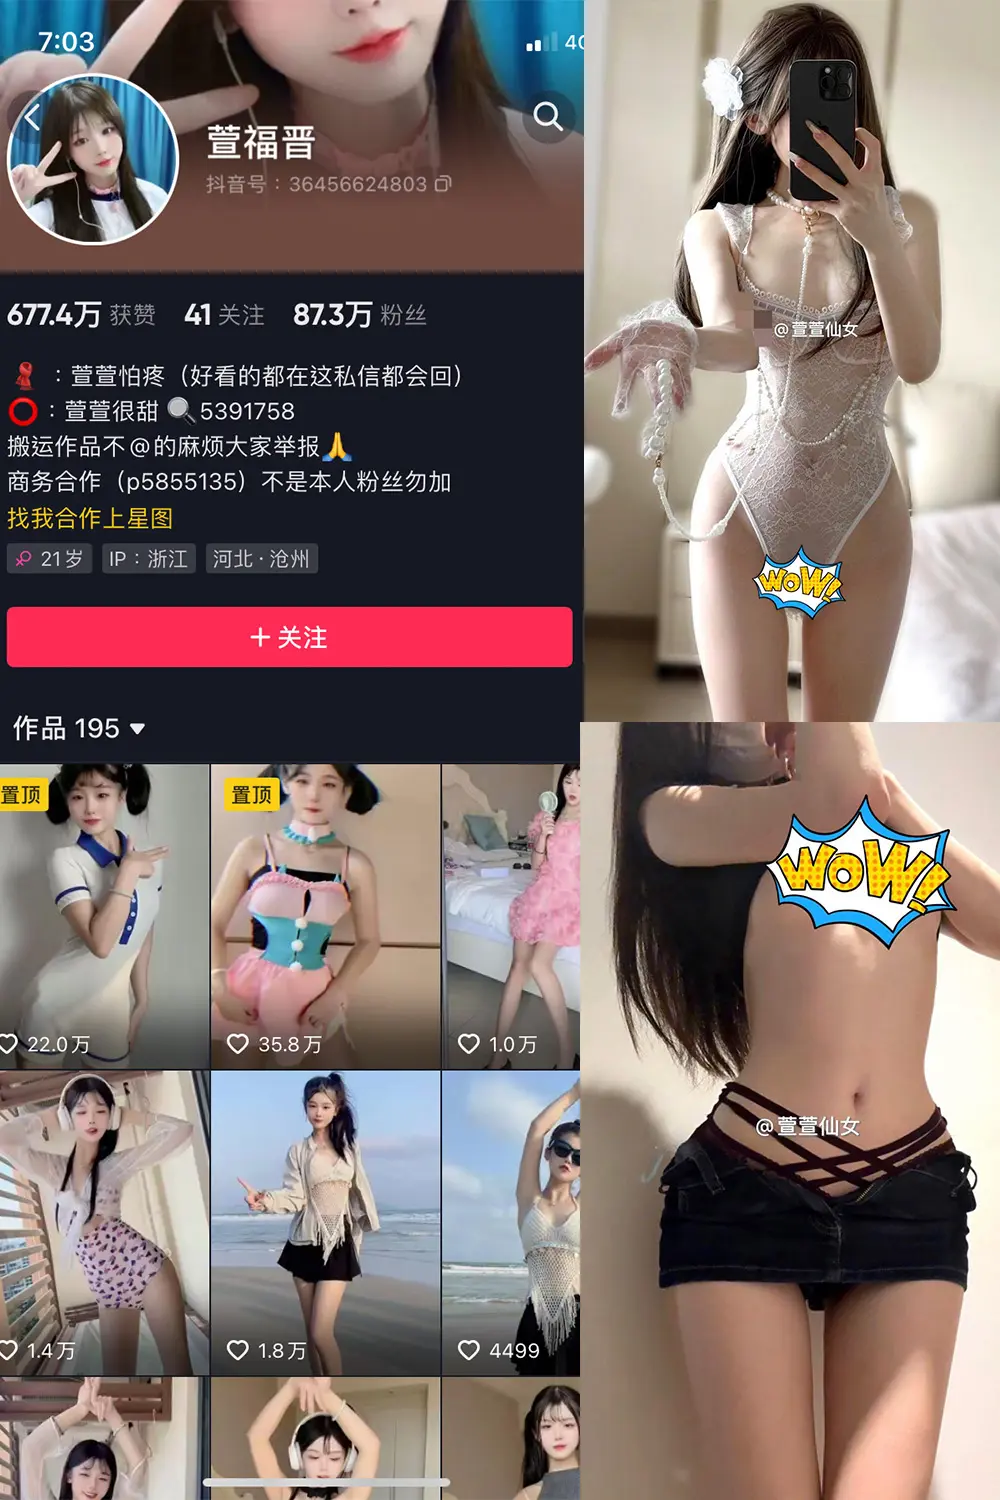 7:03
4G
萱福晋
抖音号：36456624803
677.4万 获赞 41 关注 87.3万 粉丝
：萱萱怕疼（好看的都在这私信都会回）
：萱萱很甜 5391758
搬运作品不@的麻烦大家举报
商务合作（p5855135）不是本人粉丝勿加
找我合作上星图
21岁 IP：浙江 河北·沧州
+ 关注
作品 195
置顶
置顶
22.0万
35.8万
1.0万
1.4万
1.8万
4499
@萱萱仙女
WOW!
WOW!
@萱萱仙女